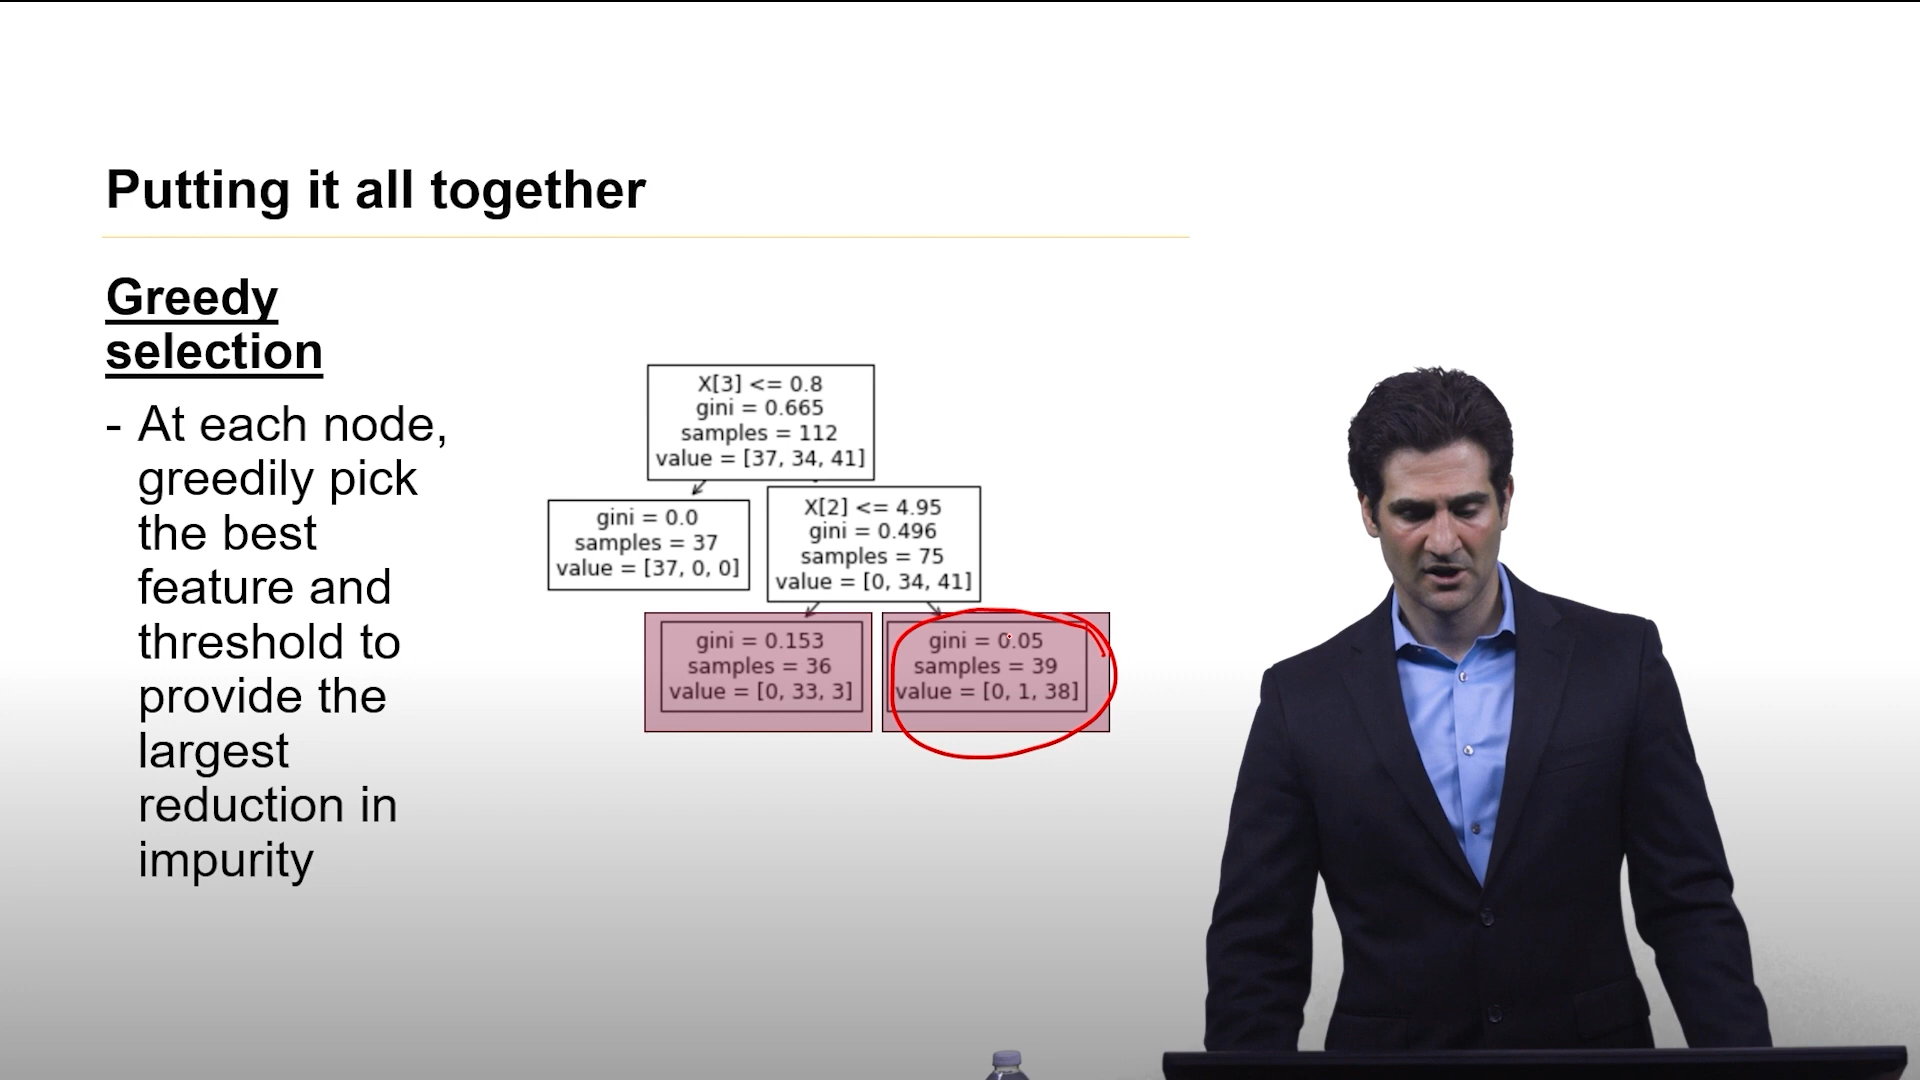 Putting it all together
Greedy
selection
- At each node,
greedily pick
the best
feature and
threshold to
provide the
largest
reduction in
impurity
X[3] <= 0.8
gini = 0.665
samples = 112
value = [37, 34, 41]
gini = 0.0
samples = 37
value = [37, 0, 0]
X[2] <= 4.95
gini = 0.496
samples = 75
value = [0, 34, 41]
gini = 0.153
samples = 36
value = [0, 33, 3]
gini = 0.05
samples = 39
value = [0, 1, 38]